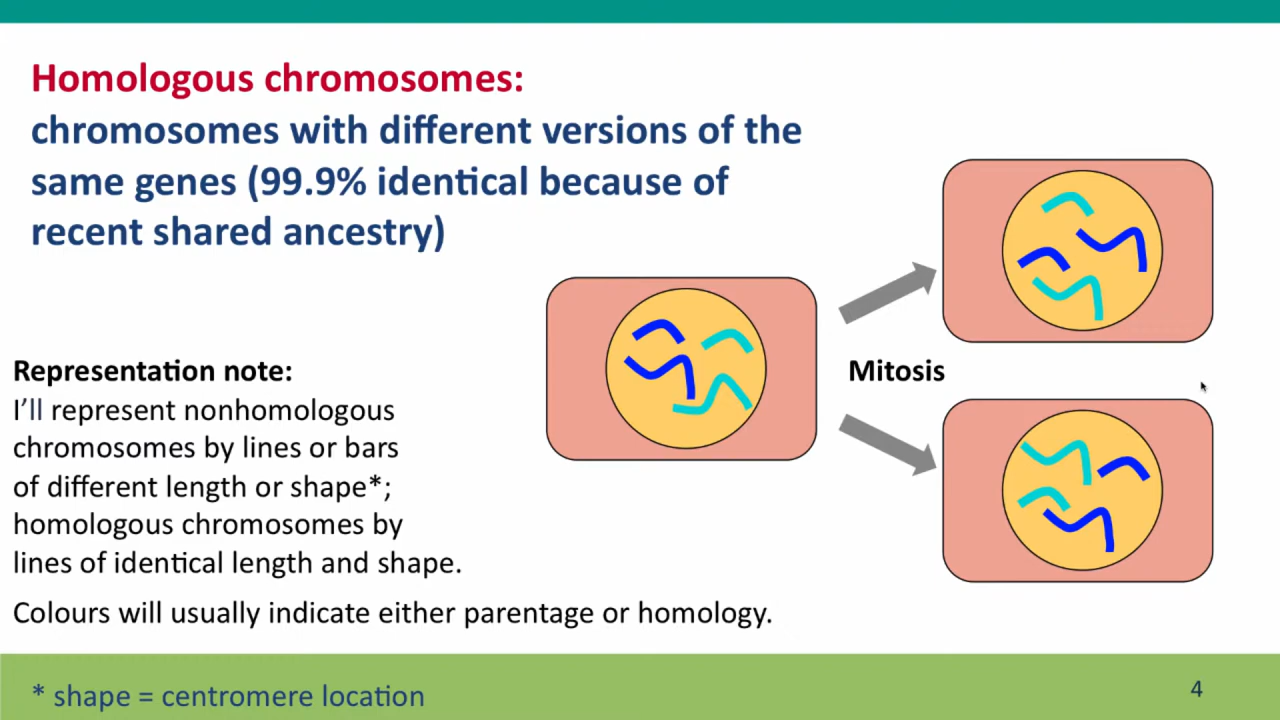 Homologous chromosomes:
chromosomes with different versions of the
same genes (99.9% identical because of
recent shared ancestry)
Representation note:
I’ll represent nonhomologous
chromosomes by lines or bars
of different length or shape*;
homologous chromosomes by
lines of identical length and shape.
Colours will usually indicate either parentage or homology.
Mitosis
* shape = centromere location
4